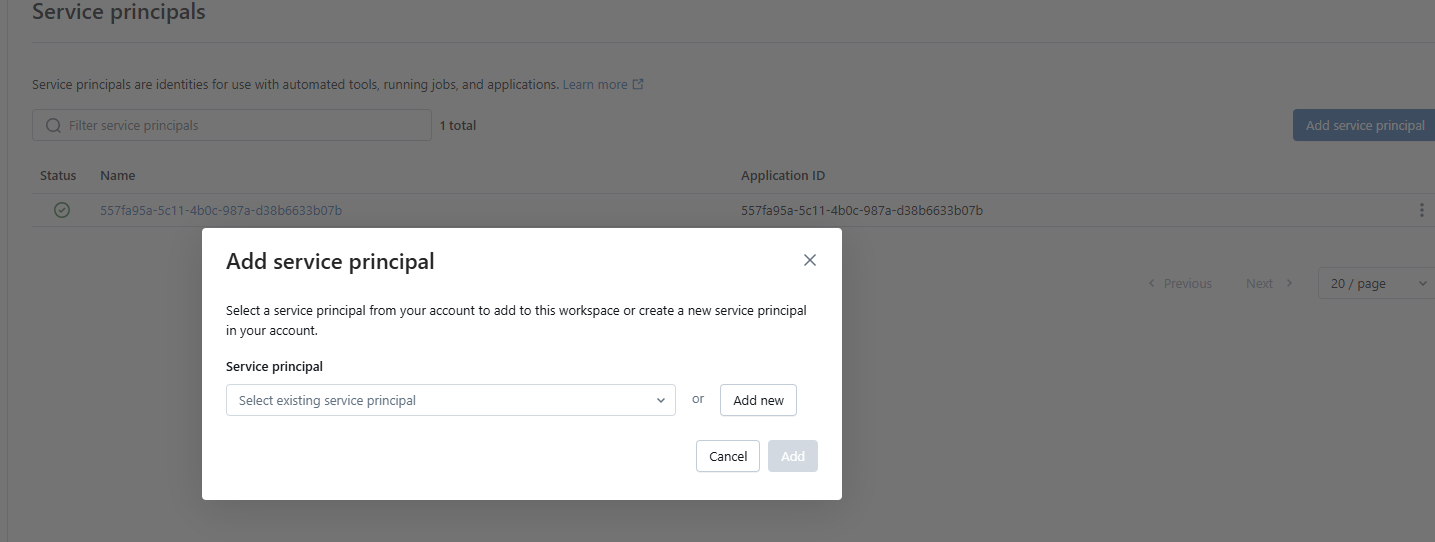 Service principals
Service principals are identities for use with automated tools, running jobs, and applications. Learn more
Filter service principals
1 total
Add service principal
Status Name Application ID
557fa95a-5c11-4b0c-987a-d38b6633b07b 557fa95a-5c11-4b0c-987a-d38b6633b07b
Add service principal
Select a service principal from your account to add to this workspace or create a new service principal
in your account.
Service principal
Select existing service principal
or
Add new
Cancel
Add
Previous
Next
20 / page